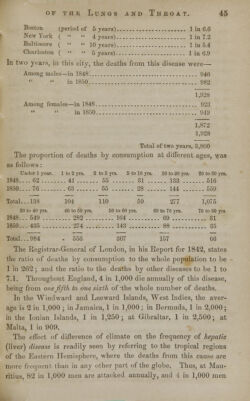 OF THE LUNGS AND THROAT. 45
Boston (period of 5 years) 1 in 6.6
New York ( " " 4 years) 1 in 7.2
Baltimore ( " " 10 years) 1 in 5.4
Charleston ( " " 5 years) 1 in 6.9
In two years, in this city, the deaths from this disease were—
Among males—in 1848 946
" " in 1850 982
1,928
Among females—in 1848 923
" " in 1850 949
1,872
1,928
Total of two years, 3,800
The proportion of deaths by consumption at different ages, was
as follows:
Under 1 year. 1 to 2 yrs. 2 to 5 yrs. 5 to 10 yrs. 10 to 20 yrs. 20 to 30 yrs.
1848 62 41 55 31 133 516
1850 76 63 55 28 144 559
Total 138 104 110 59 277 1,075
30 to 40 yrs. 40 to 50 yrs. 50 to 60 yrs. 60 to 70 yrs. 70 to 80 yrs.
1848 549 282 164 69 31
1850 435 274 143 88 35
Total 984 556 307 157 66
The Registrar-General of London, in his Report for 1842, states
the ratio of deaths by consumption to the whole population to be
1 in 262; and the ratio to the deaths by other diseases to be 1 to
7.1. Throughout England, 4 in 1,000 die annually of this disease,
being from one fifth to one sixth of the whole number of deaths.
In the Windward and Leeward Islands, West Indies, the aver-
age is 2 in 1,000; in Jamaica, 1 in 1,000; in Bermuda, 1 in 2,000;
in the Ionian Islands, 1 in 1,250; at Gibraltar, 1 in 2,500; at
Malta, 1 in 909.
The effect of difference of climate on the frequency of hepatic
(liver) disease is readily seen by referring to the tropical regions
of the Eastern Hemisphere, where the deaths from this cause are
more frequent than in any other part of the globe. Thus, at Mau-
ritius, 82 in 1,000 men are attacked annually, and 4 in 1,000 men